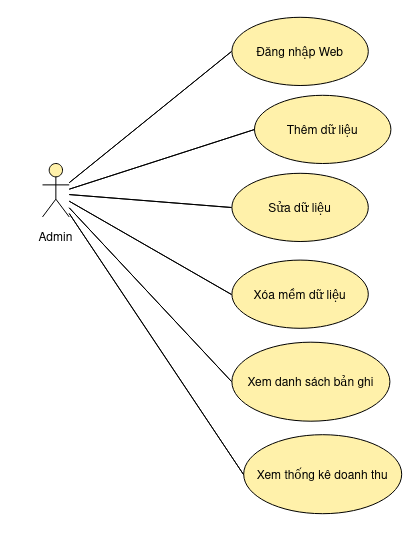 Đăng nhập Web
Thêm dữ liệu
Sửa dữ liệu
Admin
Xóa mềm dữ liệu
Xem danh sách bản ghi
Xem thống kê doanh thu